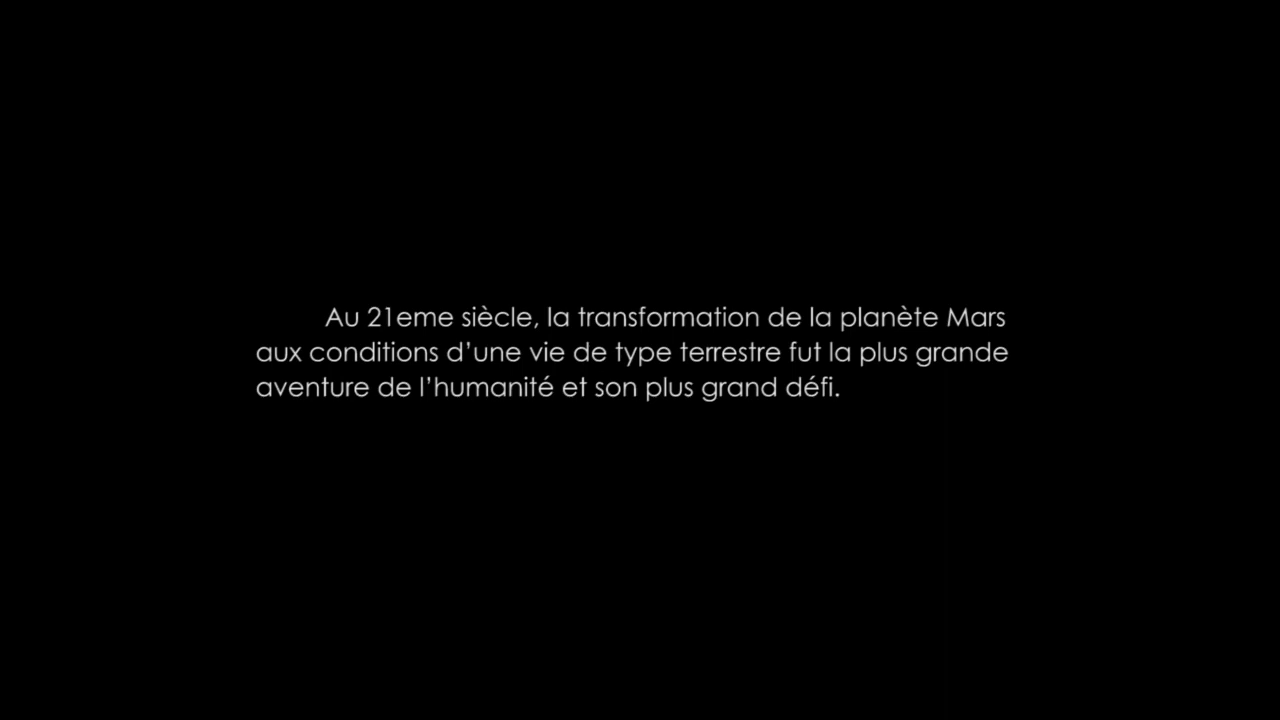 Au 21eme siècle, la transformation de la planète Mars
aux conditions d’une vie de type terrestre fut la plus grande
aventure de l’humanité et son plus grand défi.